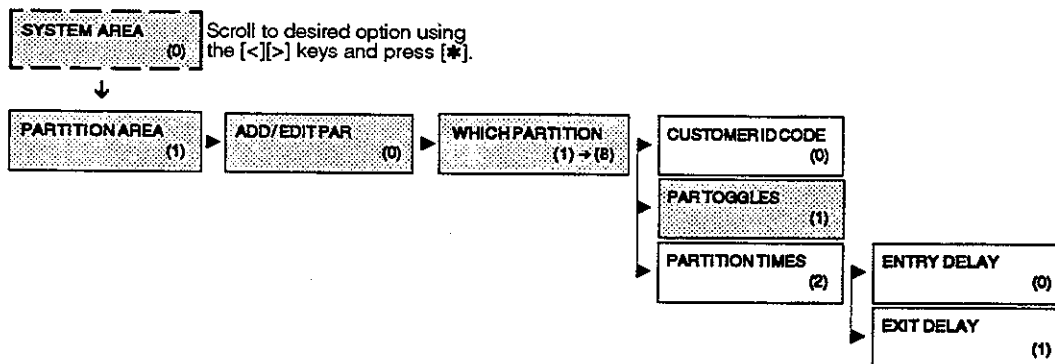 SYSTEM AREA
(0)
Scroll to desired option using
the [<][>] keys and press [✱].
PARTITION AREA
(1)
ADD/EDIT PAR
(0)
WHICH PARTITION
(1)→(8)
CUSTOMER ID CODE
(0)
PAR TOGGLES
(1)
PARTITION TIMES
(2)
ENTRY DELAY
(0)
EXIT DELAY
(1)